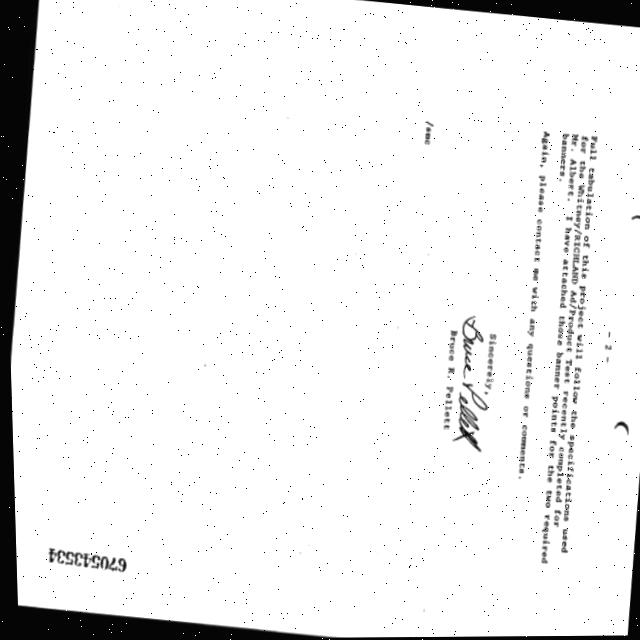 - 2 -
Full tabulation of this project will follow the specifications used
for the Whitney/RICHLAND Ad/Product Test recently completed for
Mr. Albert. I have attached those banner points for the two required
banners.
Again, please contact me with any questions or comments.
Sincerely,
Bruce Pellett
Bruce R. Pellett
/smc
670543534